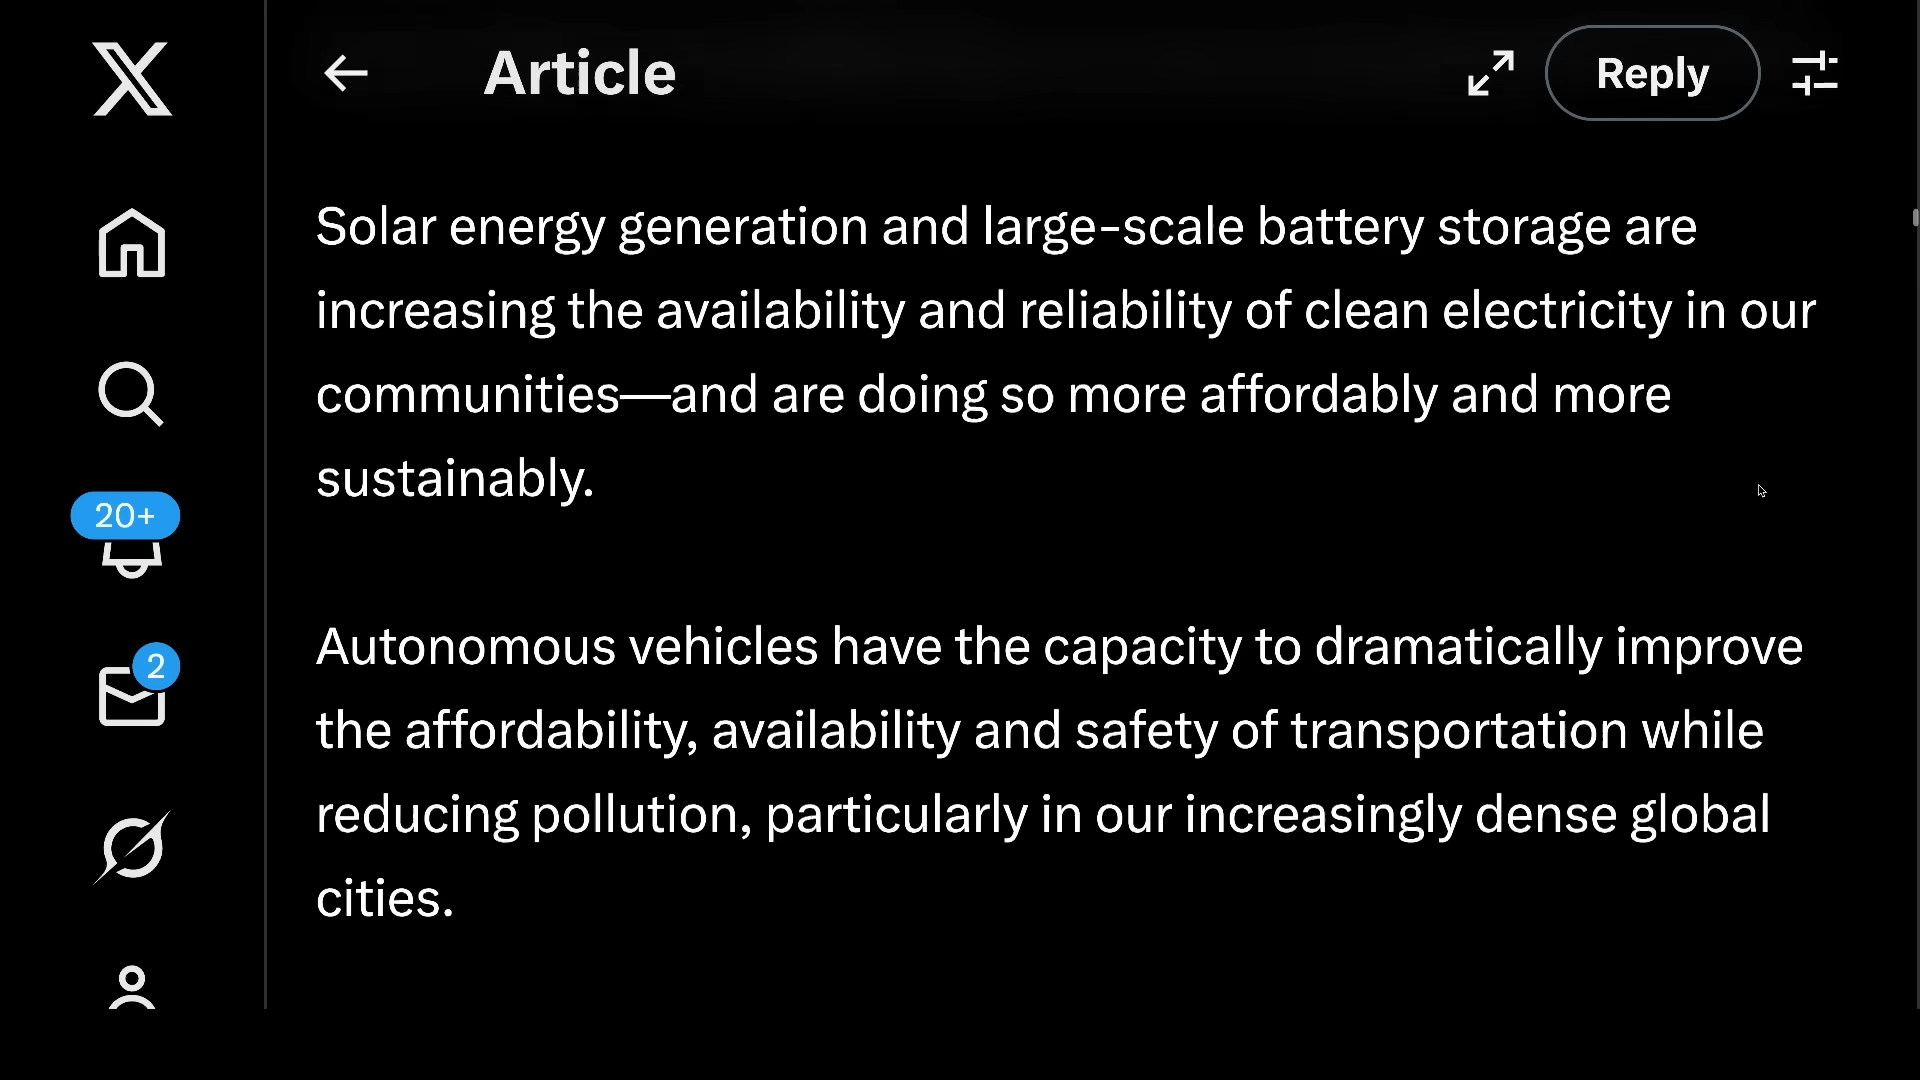 Article
Reply
Solar energy generation and large-scale battery storage are
increasing the availability and reliability of clean electricity in our
communities—and are doing so more affordably and more
sustainably.
20+
2
Autonomous vehicles have the capacity to dramatically improve
the affordability, availability and safety of transportation while
reducing pollution, particularly in our increasingly dense global
cities.